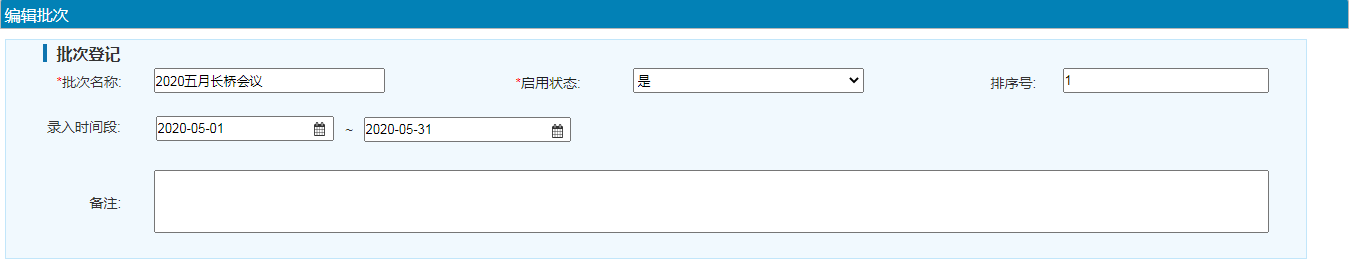 编辑批次
批次登记
*批次名称: 2020五月长桥会议 *启用状态: 是 排序号: 1
录入时间段: 2020-05-01 ~ 2020-05-31
备注: